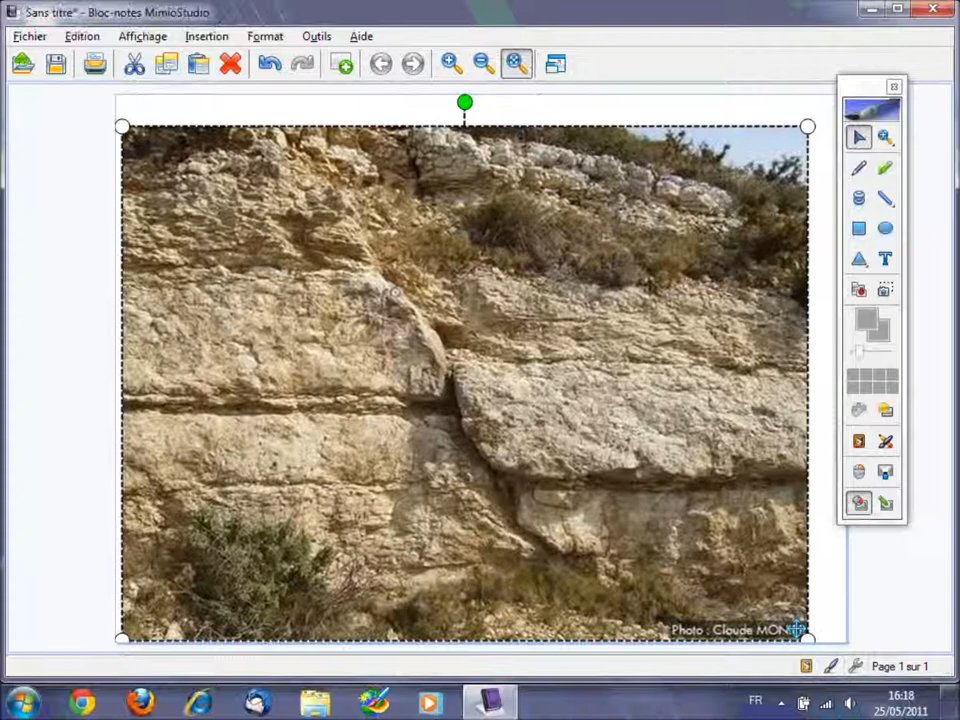 Sans titre* - Bloc-notes MimioStudio
Fichier Edition Affichage Insertion Format Outils Aide
T
Photo : Claude
Page 1 sur 1
FR
16:18
25/05/2011